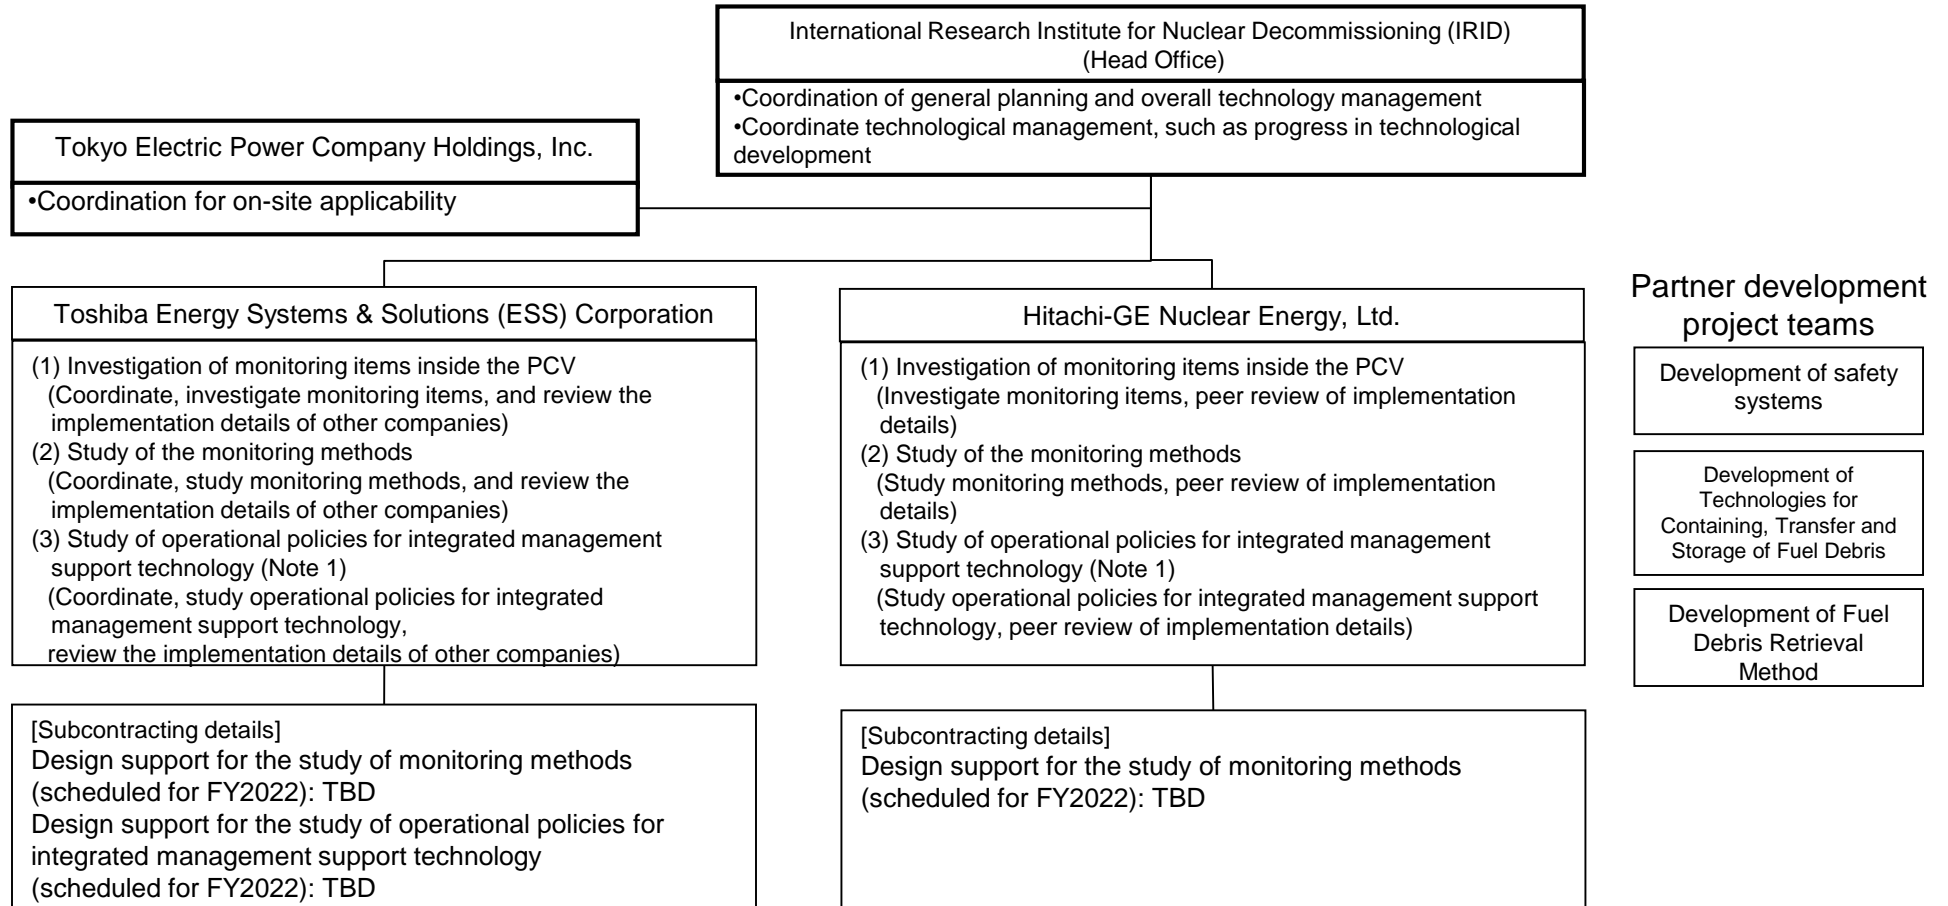 International Research Institute for Nuclear Decommissioning (IRID)
(Head Office)
•Coordination of general planning and overall technology management
•Coordinate technological management, such as progress in technological
development
Tokyo Electric Power Company Holdings, Inc.
•Coordination for on-site applicability
Toshiba Energy Systems & Solutions (ESS) Corporation
(1) Investigation of monitoring items inside the PCV
(Coordinate, investigate monitoring items, and review the
implementation details of other companies)
(2) Study of the monitoring methods
(Coordinate, study monitoring methods, and review the
implementation details of other companies)
(3) Study of operational policies for integrated management
support technology (Note 1)
(Coordinate, study operational policies for integrated
management support technology,
review the implementation details of other companies)
[Subcontracting details]
Design support for the study of monitoring methods
(scheduled for FY2022): TBD
Design support for the study of operational policies for
integrated management support technology
(scheduled for FY2022): TBD
Hitachi-GE Nuclear Energy, Ltd.
(1) Investigation of monitoring items inside the PCV
(Investigate monitoring items, peer review of implementation
details)
(2) Study of the monitoring methods
(Study monitoring methods, peer review of implementation
details)
(3) Study of operational policies for integrated management
support technology (Note 1)
(Study operational policies for integrated management support
technology, peer review of implementation details)
[Subcontracting details]
Design support for the study of monitoring methods
(scheduled for FY2022): TBD
Partner development
project teams
Development of safety
systems
Development of
Technologies for
Containing, Transfer and
Storage of Fuel Debris
Development of Fuel
Debris Retrieval
Method